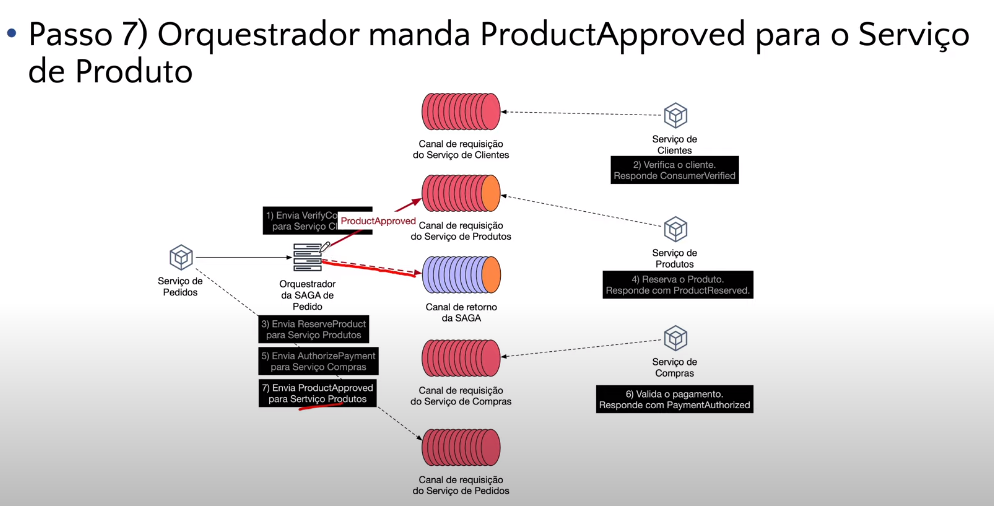 • Passo 7) Orquestrador manda ProductApproved para o Serviço
de Produto
Canal de requisição
do Serviço de Clientes
Serviço de
Clientes
2) Verifica o cliente.
Responde ConsumerVerified
1) Envia VerifyCo
para Serviço Cl
ProductApproved
Canal de requisição
do Serviço de Produtos
Serviço de
Produtos
4) Reserva o Produto.
Responde com ProductReserved.
Serviço de
Pedidos
Orquestrador
da SAGA de
Pedido
Canal de retorno
da SAGA
3) Envia ReserveProduct
para Serviço Produtos
5) Envia AuthorizePayment
para Serviço Compras
7) Envia ProductApproved
para Sertviço Produtos
Serviço de
Compras
6) Valida o pagamento.
Responde com PaymentAuthorized
Canal de requisição
do Serviço de Compras
Canal de requisição
do Serviço de Pedidos